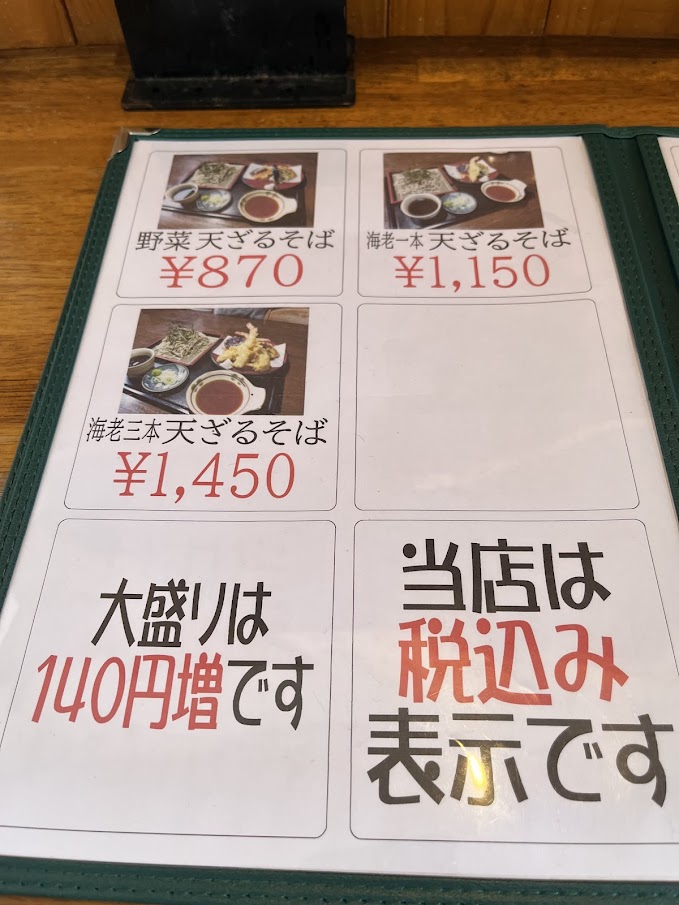 野菜 天ざるそば
¥870
海老一本 天ざるそば
¥1,150
海老三本 天ざるそば
¥1,450
大盛りは
140円増です
当店は
税込み
表示です